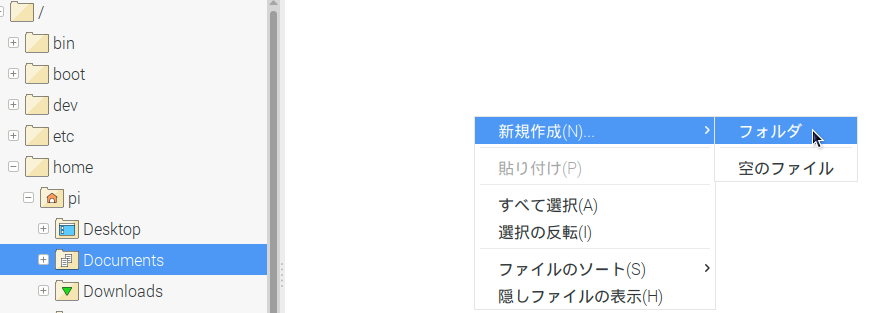 /
bin
boot
dev
etc
home
pi
Desktop
Documents
Downloads
新規作成(N)...
貼り付け(P)
すべて選択(A)
選択の反転(I)
ファイルのソート(S)
隠しファイルの表示(H)
フォルダ
空のファイル